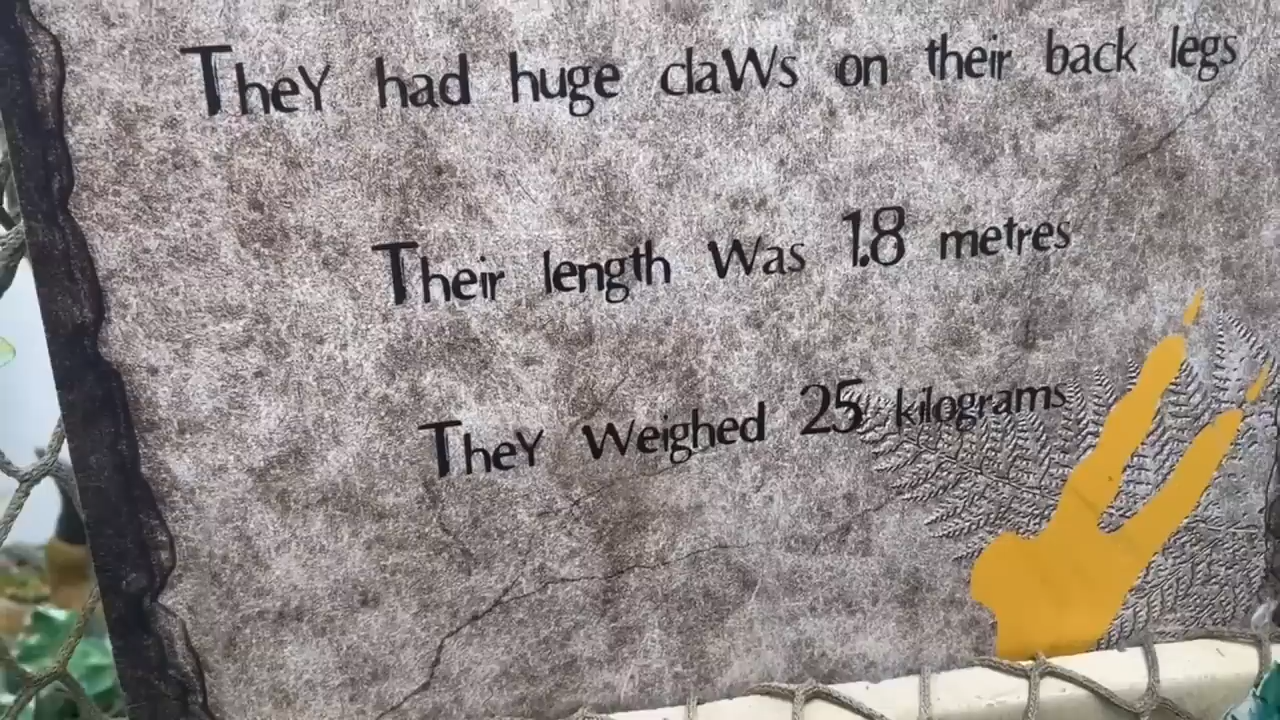 They had huge claws on their back legs
Their length was 1.8 metres
They weighed 25 kilograms